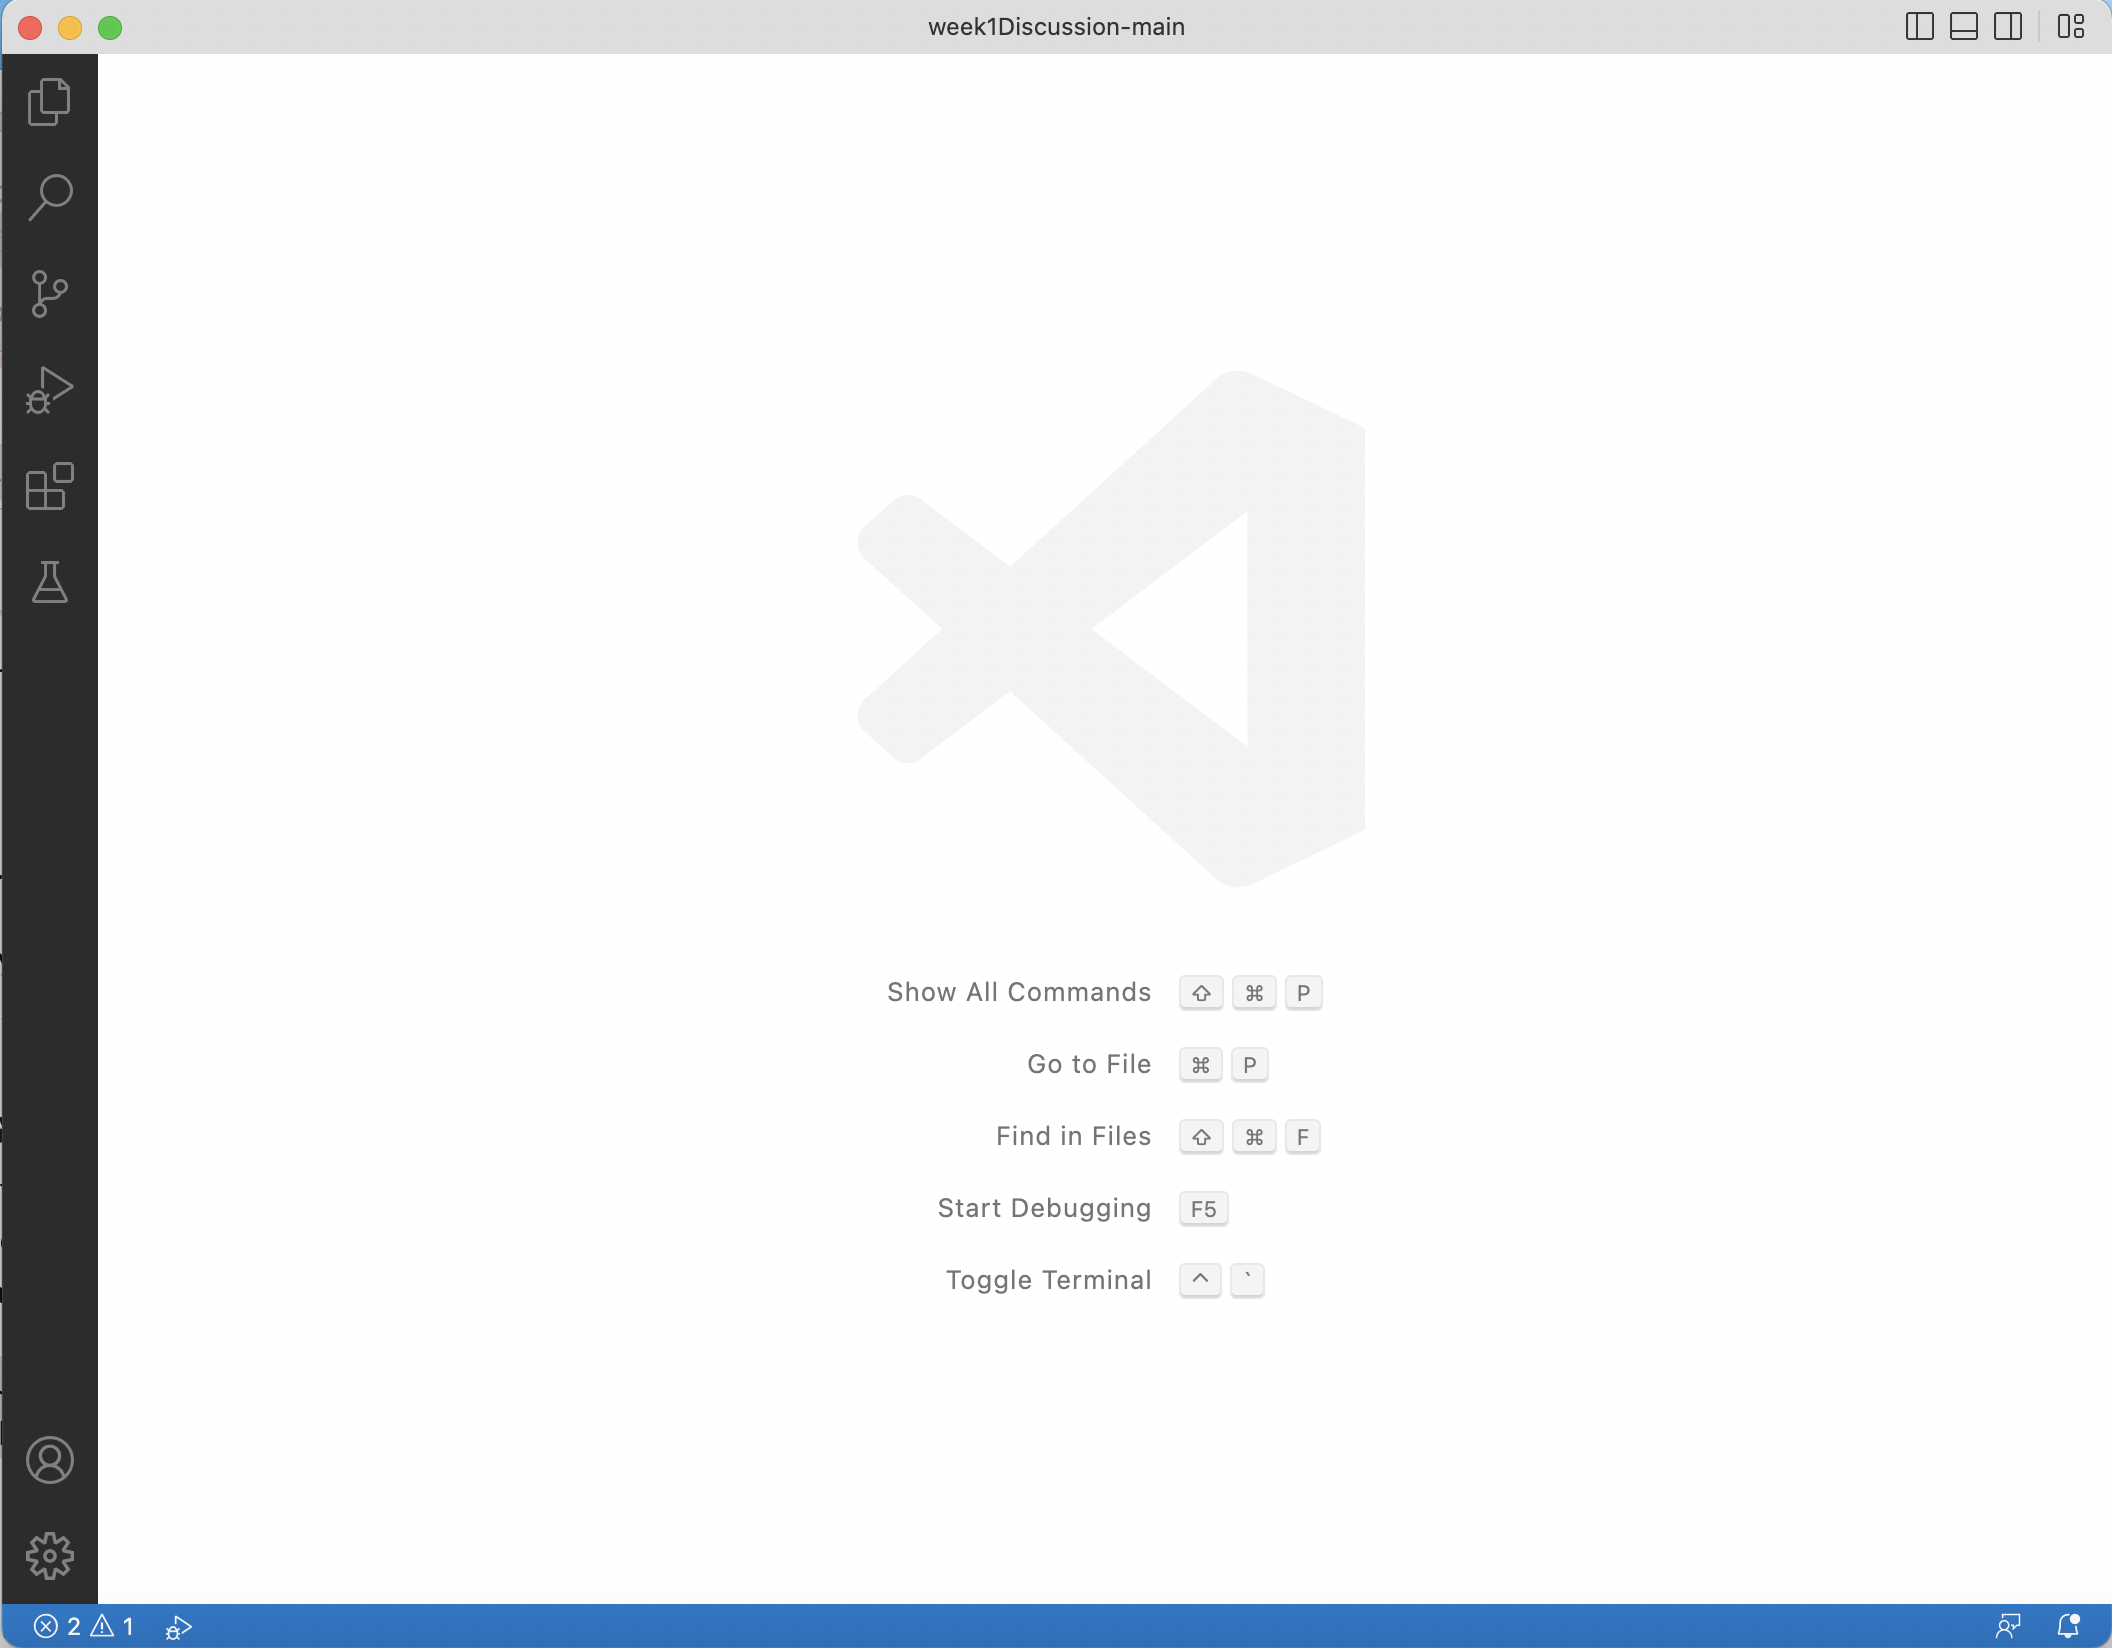 week1Discussion-main
Show All Commands ⇧ ⌘ P
Go to File ⌘ P
Find in Files ⇧ ⌘ F
Start Debugging F5
Toggle Terminal ^ `
2 1